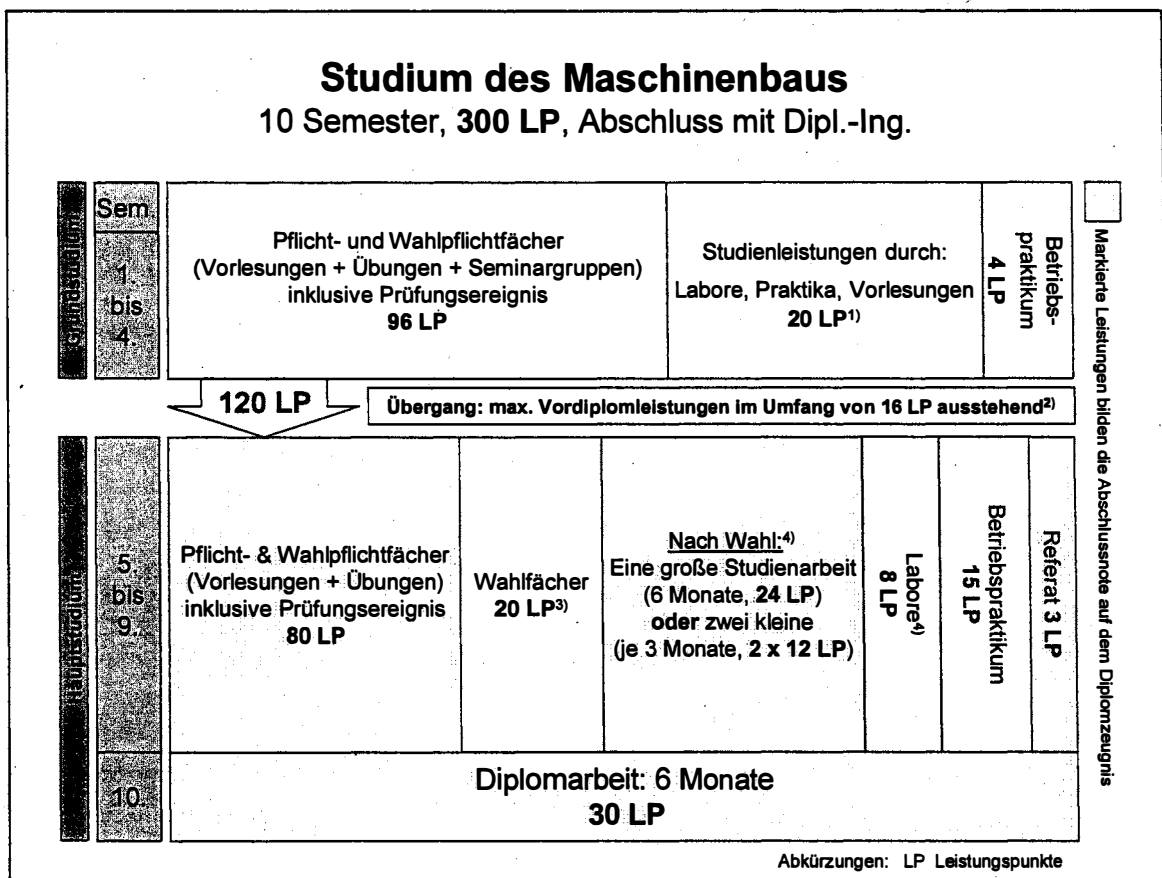 Studium des Maschinenbaus
10 Semester, 300 LP, Abschluss mit Dipl.-Ing.
Grundstudium
Sem.
1.
bis
4.
Pflicht- und Wahlpflichtfächer
(Vorlesungen + Übungen + Seminargruppen)
inklusive Prüfungsereignis
96 LP
Studienleistungen durch:
Labore, Praktika, Vorlesungen
20 LP1)
Betriebs-
praktikum
4 LP
120 LP
Übergang: max. Vordiplomleistungen im Umfang von 16 LP ausstehend2)
Hauptstudium
5.
bis
9.
Pflicht- & Wahlpflichtfächer
(Vorlesungen + Übungen)
inklusive Prüfungsereignis
80 LP
Wahlfächer
20 LP3)
Nach Wahl:4)
Eine große Studienarbeit
(6 Monate, 24 LP)
oder zwei kleine
(je 3 Monate, 2 x 12 LP)
Labore4)
8 LP
Betriebspraktikum
15 LP
Referat 3 LP
10.
Diplomarbeit: 6 Monate
30 LP
Markierte Leistungen bilden die Abschlussnote auf dem Diplomzeugnis
Abkürzungen: LP Leistungspunkte